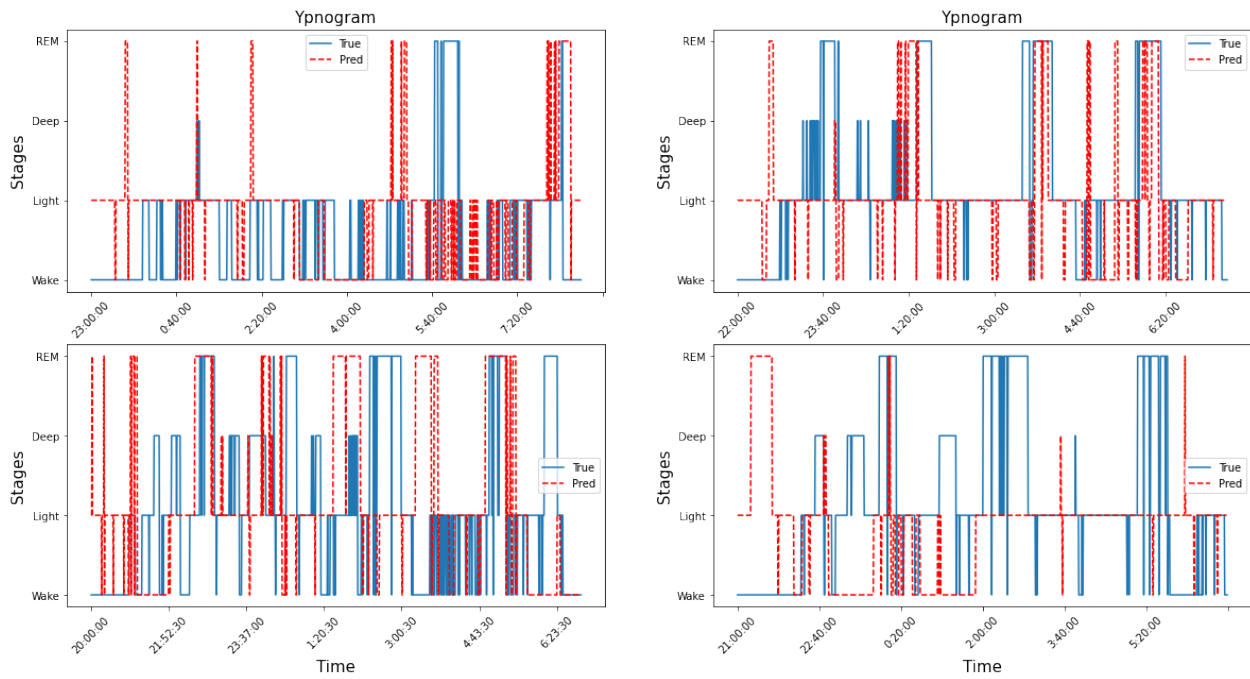 Ypnogram
REM
Deep
Light
Wake
Stages
True
Pred
23:00:00
0:40:00
2:20:00
4:00:00
5:40:00
7:20:00
Ypnogram
REM
Deep
Light
Wake
Stages
True
Pred
22:00:00
23:40:00
1:20:00
3:00:00
4:40:00
6:20:00
REM
Deep
Light
Wake
Stages
True
Pred
20:00:00
21:52:30
23:37:00
1:20:30
3:00:30
4:43:30
6:23:30
Time
REM
Deep
Light
Wake
Stages
True
Pred
21:00:00
22:40:00
0:20:00
2:00:00
3:40:00
5:20:00
Time